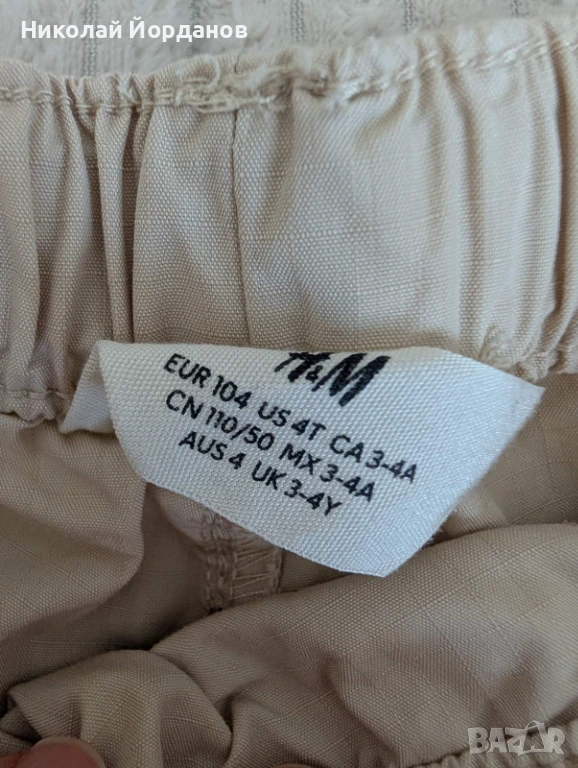 Николай Йорданов
H&M
EUR 104 US 4T CA 3-4A
CN 110/50 MX 3-4A
AUS 4 UK 3-4Y
BAZAR